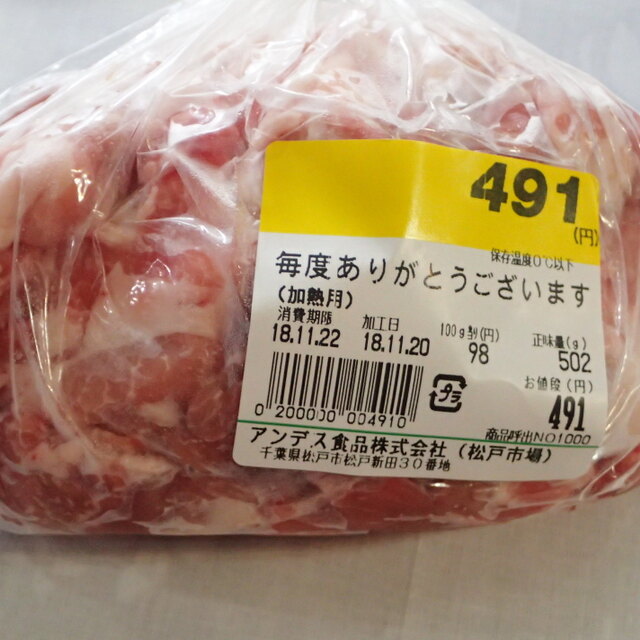 491
(円)
保存温度0℃以下
毎度ありがとうございます
(加熱用)
消費期限 加工日 100g当り(円) 正味量(g)
18.11.22 18.11.20 98 502
お値段(円)
プラ 491
0 200000 004910
商品呼出NO1000
アンデス食品株式会社(松戸市場)
千葉県松戸市松戸新田30番地